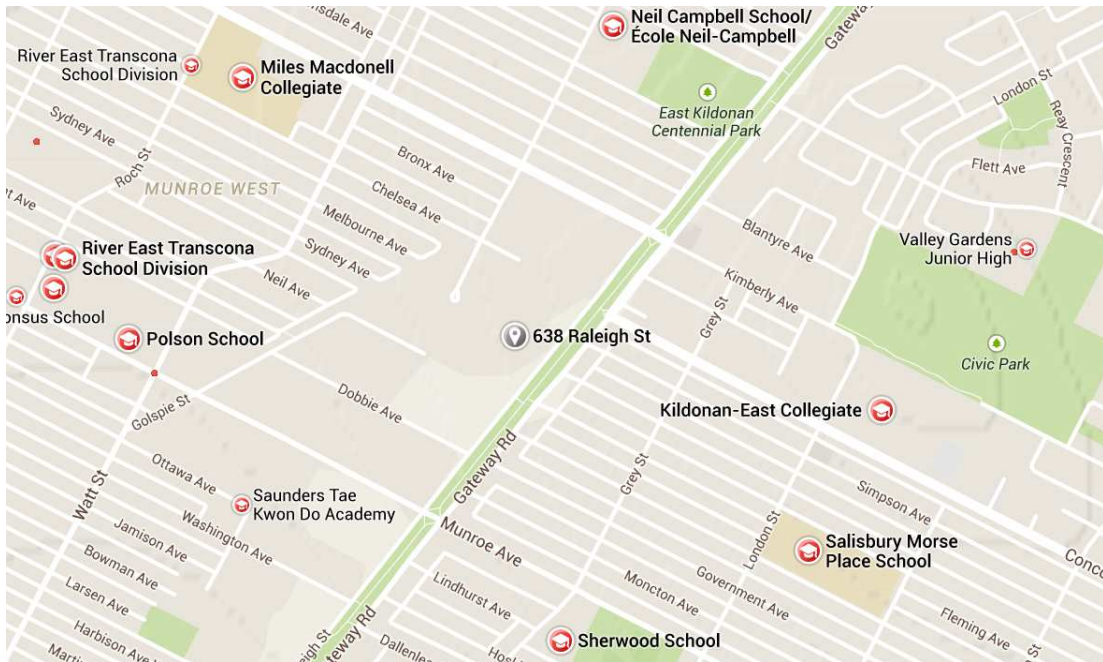 Neil Campbell School/
École Neil-Campbell
Gateway
River East Transcona
School Division
Miles Macdonell
Collegiate
London St
East Kildonan
Centennial Park
Reay Crescent
Sydney Ave
Roch St
Bronx Ave
Flett Ave
MUNROE WEST
Chelsea Ave
Melbourne Ave
Blantyre Ave
Valley Gardens
Junior High
River East Transcona
School Division
Sydney Ave
Neil Ave
Kimberly Ave
Grey St
onsus School
Polson School
638 Raleigh St
Civic Park
Dobbie Ave
Golspie St
Kildonan-East Collegiate
Gateway Rd
Grey St
Watt St
Ottawa Ave
Saunders Tae
Kwon Do Academy
Simpson Ave
Washington Ave
Munroe Ave
London St
Salisbury Morse
Place School
Jamison Ave
Bowman Ave
Lindhurst Ave
Moncton Ave
Government Ave
Conco
Larsen Ave
Fleming Ave
Harbison Ave
Sherwood School